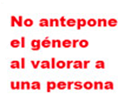 No antepone
el género
al valorar a
una persona